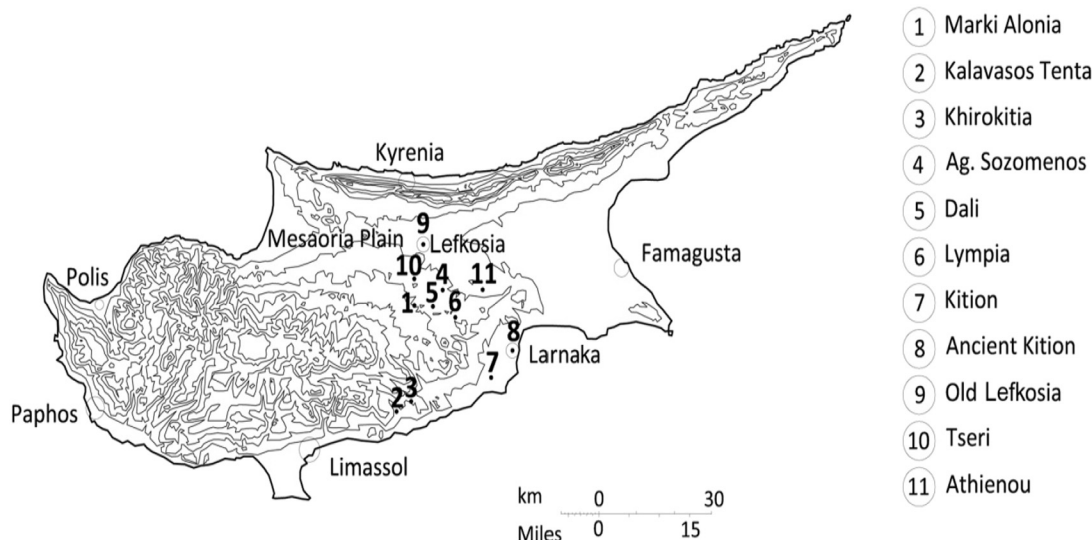 Kyrenia
9
Mesaoria Plain
Lefkosia
Famagusta
10
4
11
Polis
1
5
6
8
Larnaka
7
3
2
Paphos
Limassol
km 0 30
Miles 0 15
1 Marki Alonia
2 Kalavasos Tenta
3 Khirokitia
4 Ag. Sozomenos
5 Dali
6 Lympia
7 Kition
8 Ancient Kition
9 Old Lefkosia
10 Tseri
11 Athienou